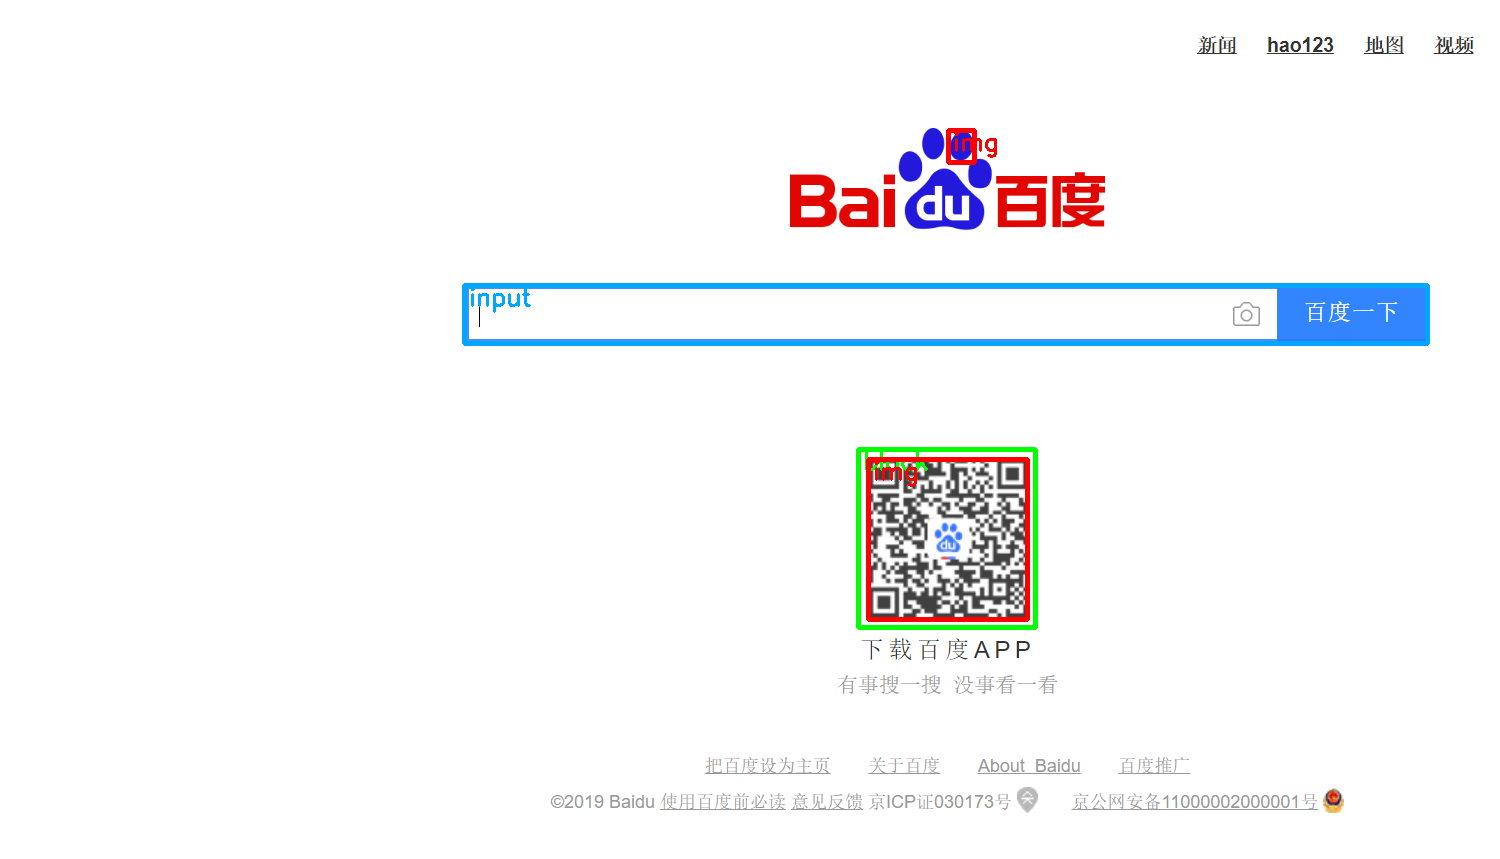 新闻 hao123 地图 视频
img
Bai du 百度
input
百度一下
img
du
下载百度APP
有事搜一搜 没事看一看
把百度设为主页 关于百度 About Baidu 百度推广
©2019 Baidu 使用百度前必读 意见反馈 京ICP证030173号 京公网安备11000002000001号